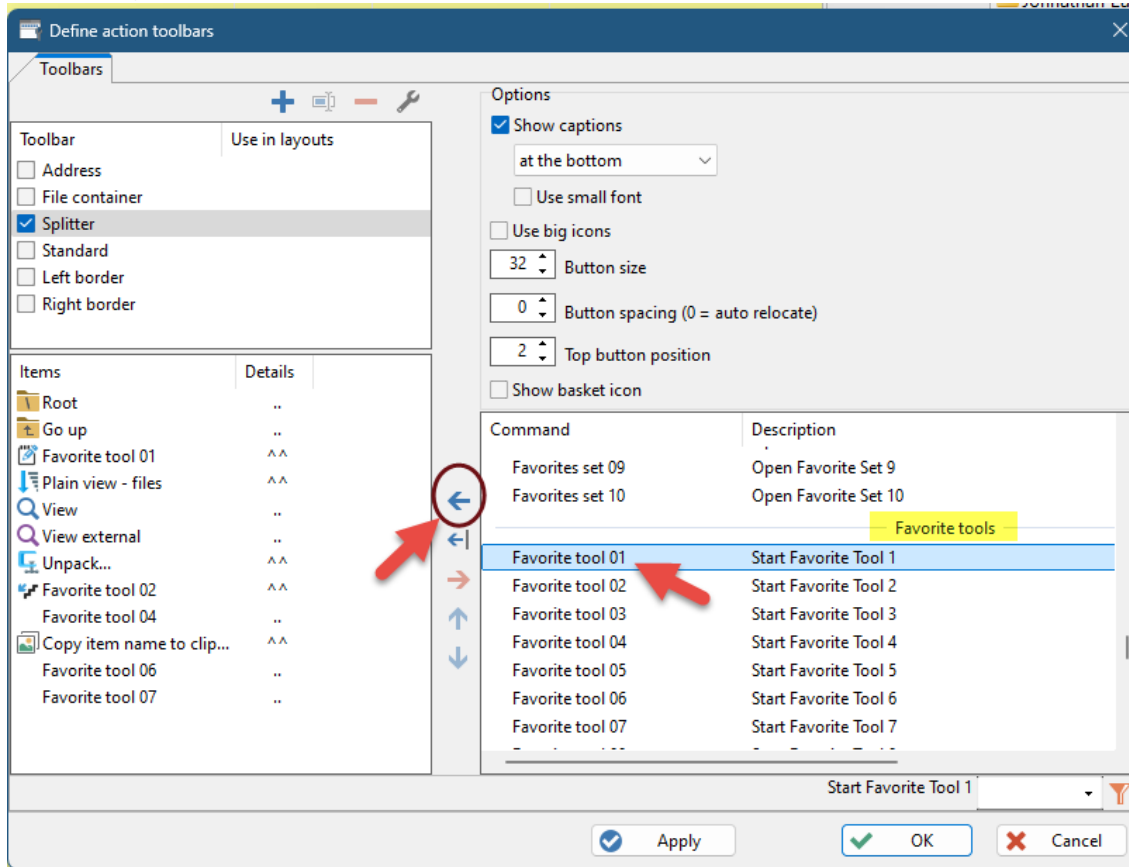 Define action toolbars
Toolbars
Toolbar Use in layouts
Address
File container
Splitter
Standard
Left border
Right border
Items Details
Root ..
Go up ..
Favorite tool 01 ^^
Plain view - files ^^
View ..
View external ..
Unpack... ^^
Favorite tool 02 ^^
Favorite tool 04 ..
Copy item name to clip... ^^
Favorite tool 06 ..
Favorite tool 07 ..
Options
Show captions
at the bottom
Use small font
Use big icons
32 Button size
0 Button spacing (0 = auto relocate)
2 Top button position
Show basket icon
Command Description
Favorites set 09 Open Favorite Set 9
Favorites set 10 Open Favorite Set 10
Favorite tools
Favorite tool 01 Start Favorite Tool 1
Favorite tool 02 Start Favorite Tool 2
Favorite tool 03 Start Favorite Tool 3
Favorite tool 04 Start Favorite Tool 4
Favorite tool 05 Start Favorite Tool 5
Favorite tool 06 Start Favorite Tool 6
Favorite tool 07 Start Favorite Tool 7
Start Favorite Tool 1
Apply OK Cancel